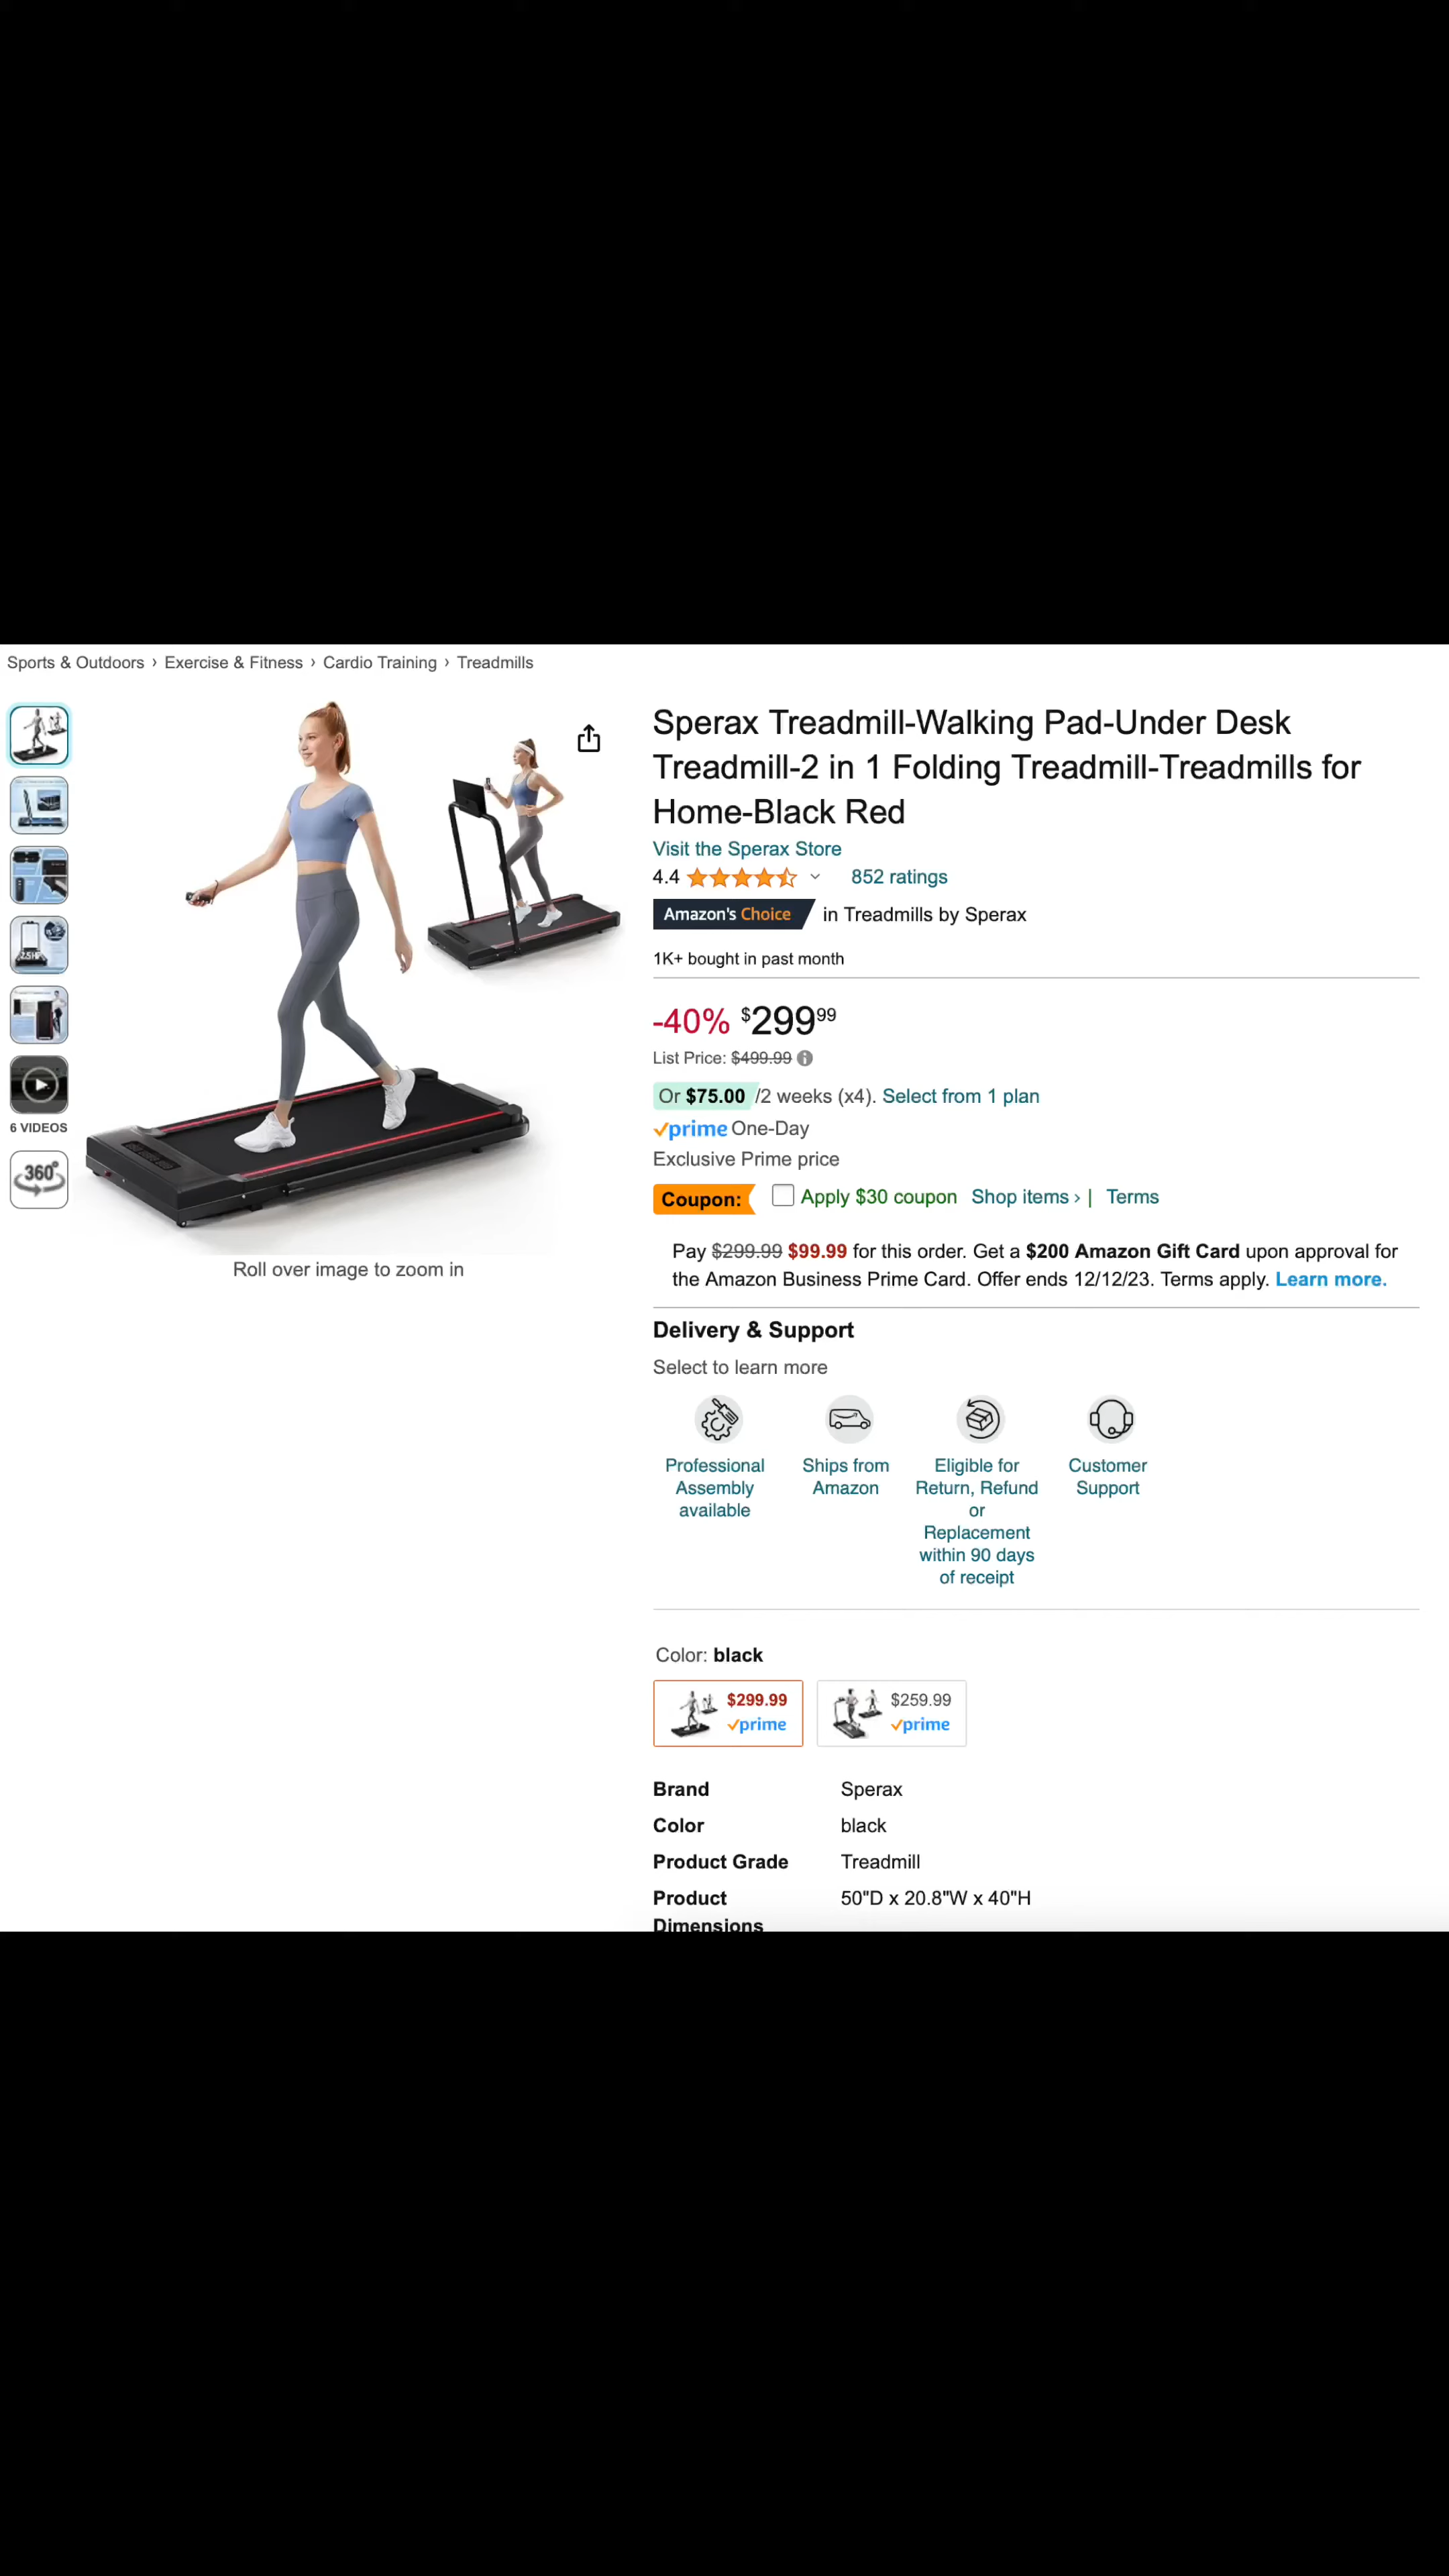 Sports & Outdoors › Exercise & Fitness › Cardio Training › Treadmills
6 VIDEOS
360°
Roll over image to zoom in
Sperax Treadmill-Walking Pad-Under Desk
Treadmill-2 in 1 Folding Treadmill-Treadmills for
Home-Black Red
Visit the Sperax Store
4.4 852 ratings
Amazon's Choice in Treadmills by Sperax
1K+ bought in past month
-40% $299 99
List Price: $499.99
Or $75.00 /2 weeks (x4). Select from 1 plan
prime One-Day
Exclusive Prime price
Coupon: Apply $30 coupon Shop items › | Terms
Pay $299.99 $99.99 for this order. Get a $200 Amazon Gift Card upon approval for
the Amazon Business Prime Card. Offer ends 12/12/23. Terms apply. Learn more.
Delivery & Support
Select to learn more
Professional
Assembly
available
Ships from
Amazon
Eligible for
Return, Refund
or
Replacement
within 90 days
of receipt
Customer
Support
Color: black
$299.99
prime
$259.99
prime
Brand Sperax
Color black
Product Grade Treadmill
Product 50"D x 20.8"W x 40"H
Dimensions